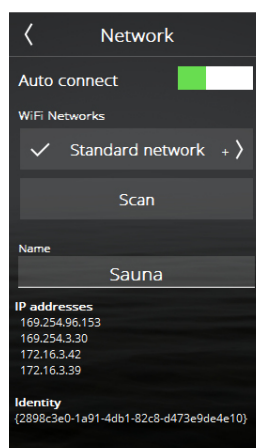 Network
Auto connect
WiFi Networks
Standard network +
Scan
Name
Sauna
IP addresses
169.254.96.153
169.254.3.30
172.16.3.42
172.16.3.39
Identity
{2898c3e0-1a91-4db1-82c8-d473e9de4e10}